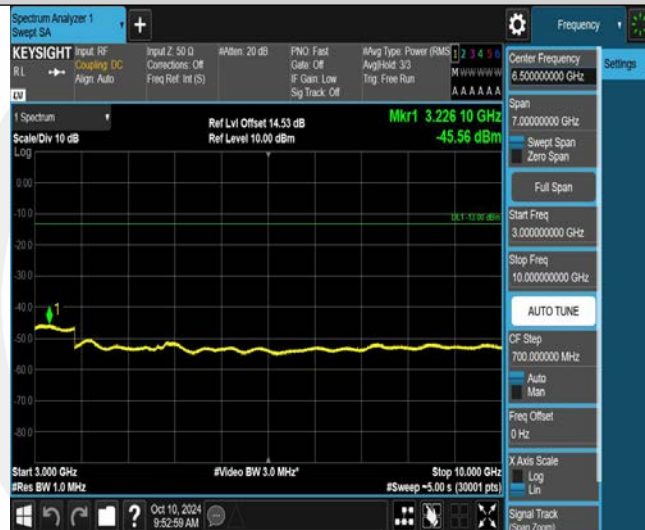 Spectrum Analyzer 1
Swept SA
+
Frequency
KEYSIGHT
RL
Input: RF
Coupling: DC
Align: Auto
Input Z: 50 Ω
Corrections: Off
Freq Ref: Int (S)
#Atten: 20 dB
PNO: Fast
Gate: Off
IF Gain: Low
Sig Track: Off
#Avg Type: Power (RMS
Avg|Hold: 3/3
Trig: Free Run
1 2 3 4 5 6
M W W W W W
A A A A A A
1 Spectrum
Scale/Div 10 dB
Log
Ref Lvl Offset 14.53 dB
Ref Level 10.00 dBm
Mkr1 3.226 10 GHz
-45.56 dBm
0.00
-10.0
-20.0
-30.0
-40.0
-50.0
-60.0
-70.0
-80.0
DL1 -13.00 dBm
1
Start 3.000 GHz
#Res BW 1.0 MHz
#Video BW 3.0 MHz*
Stop 10.000 GHz
#Sweep ~5.00 s (30001 pts)
?
Oct 10, 2024
9:52:59 AM
Center Frequency
6.500000000 GHz
Settings
Span
7.00000000 GHz
Swept Span
Zero Span
Full Span
Start Freq
3.000000000 GHz
Stop Freq
10.000000000 GHz
AUTO TUNE
CF Step
700.000000 MHz
Auto
Man
Freq Offset
0 Hz
X Axis Scale
Log
Lin
Signal Track
(Span Zoom)